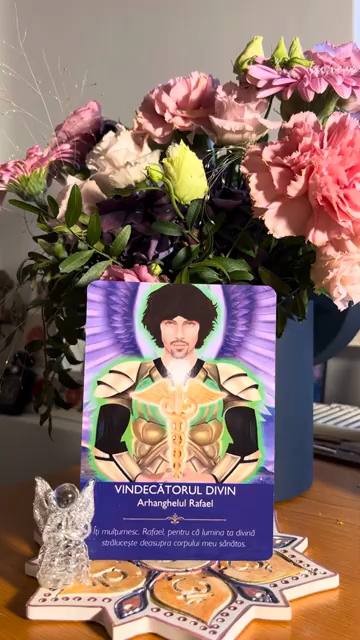 VINDECĂTORUL DIVIN
Arhanghelul Rafael
Îți mulțumesc, Rafael, pentru că lumina ta divină
strălucește deasupra corpului meu sănătos.